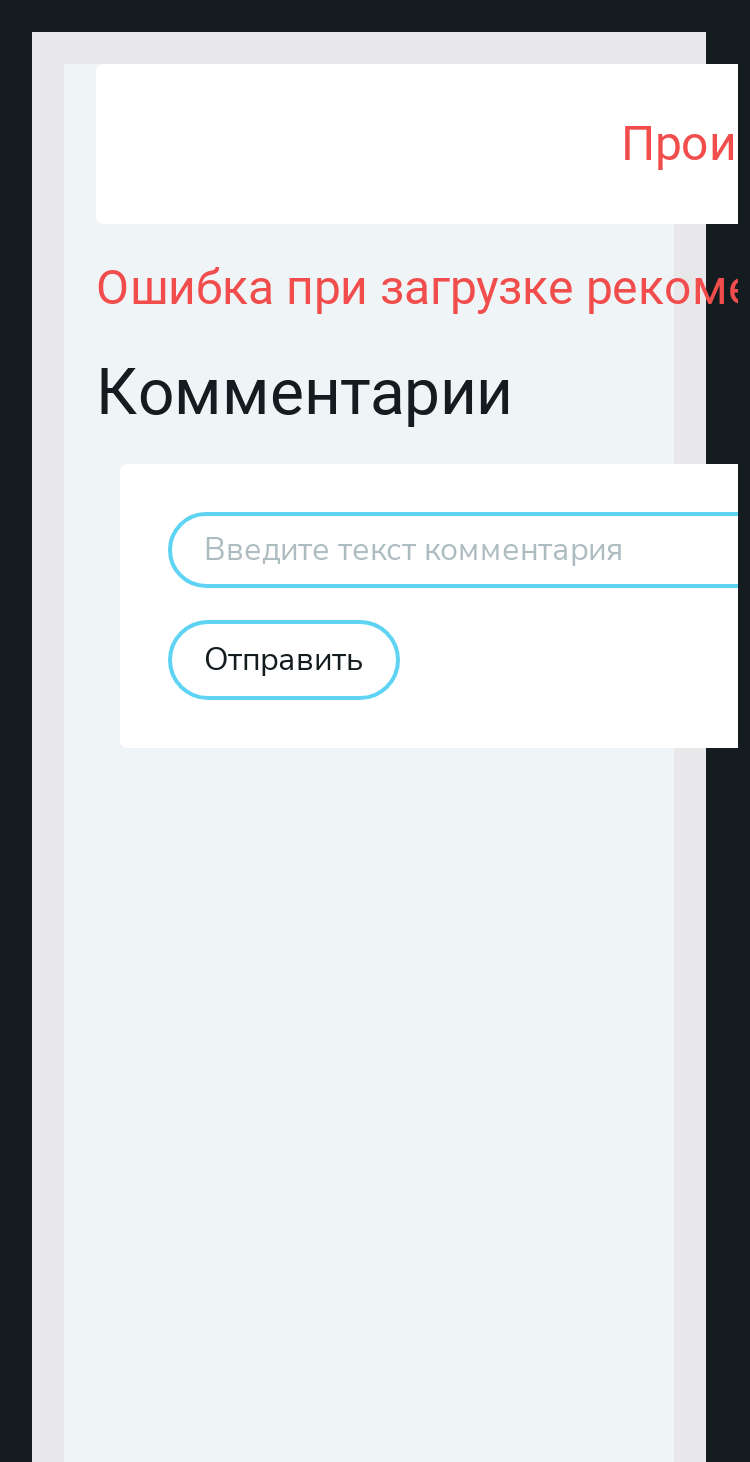 Прои
Ошибка при загрузке реком
Комментарии
Введите текст комментария
Отправить